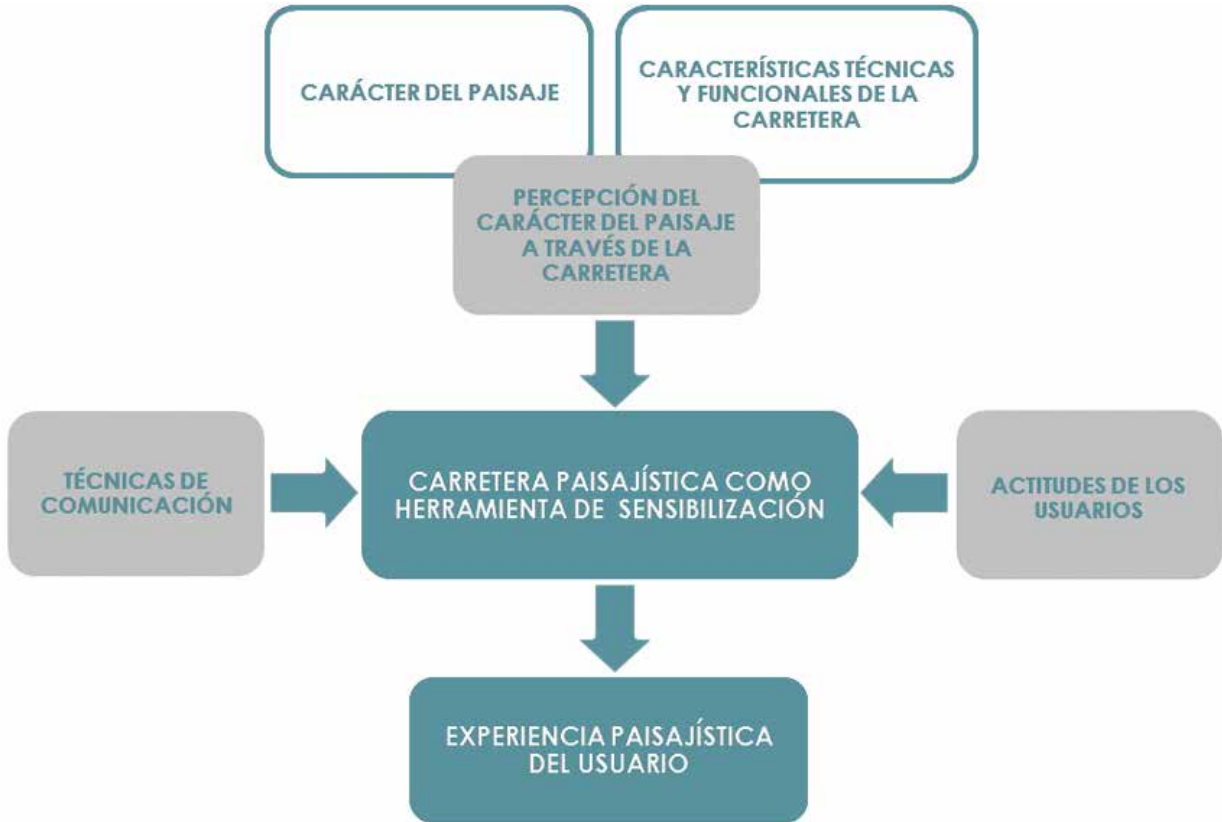 CARÁCTER DEL PAISAJE
CARACTERÍSTICAS TÉCNICAS
Y FUNCIONALES DE LA
CARRETERA
PERCEPCIÓN DEL
CARÁCTER DEL PAISAJE
A TRAVÉS DE LA
CARRETERA
TÉCNICAS DE
COMUNICACIÓN
CARRETERA PAISAJÍSTICA COMO
HERRAMIENTA DE SENSIBILIZACIÓN
ACTITUDES DE LOS
USUARIOS
EXPERIENCIA PAISAJÍSTICA
DEL USUARIO